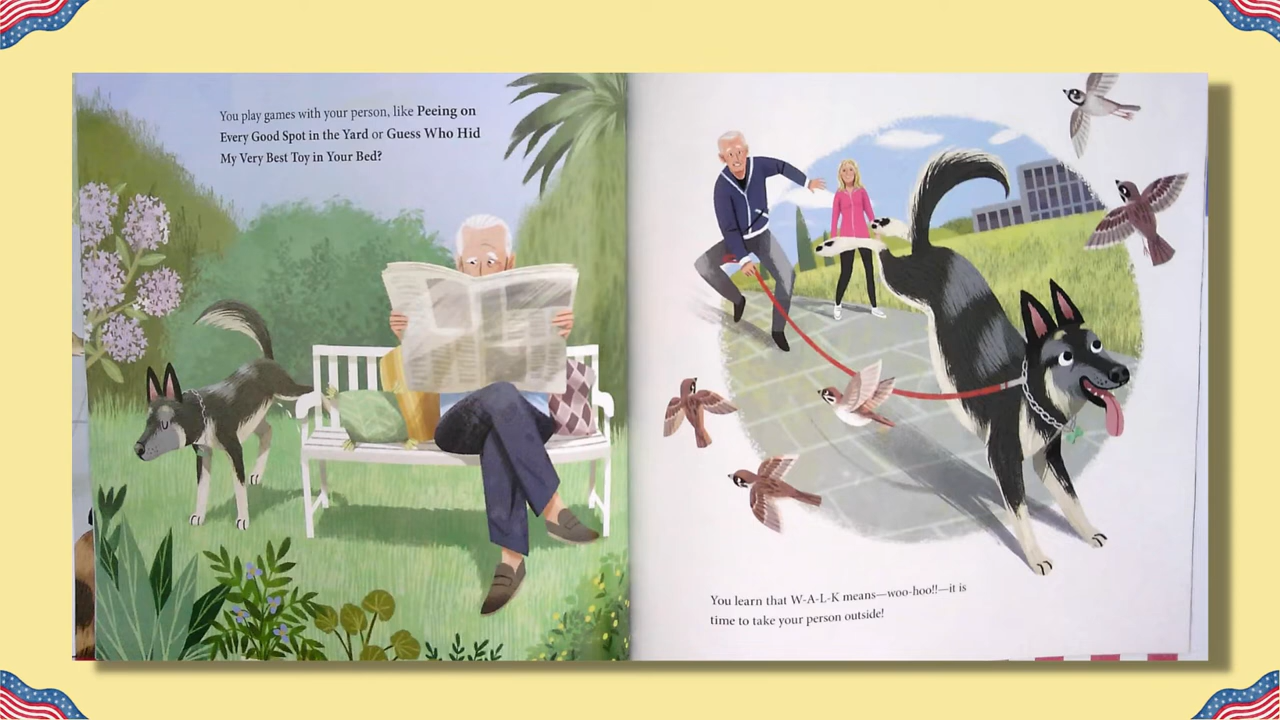 You play games with your person, like Peeing on
Every Good Spot in the Yard or Guess Who Hid
My Very Best Toy in Your Bed?
You learn that W-A-L-K means—woo-hoo!!—it is
time to take your person outside!